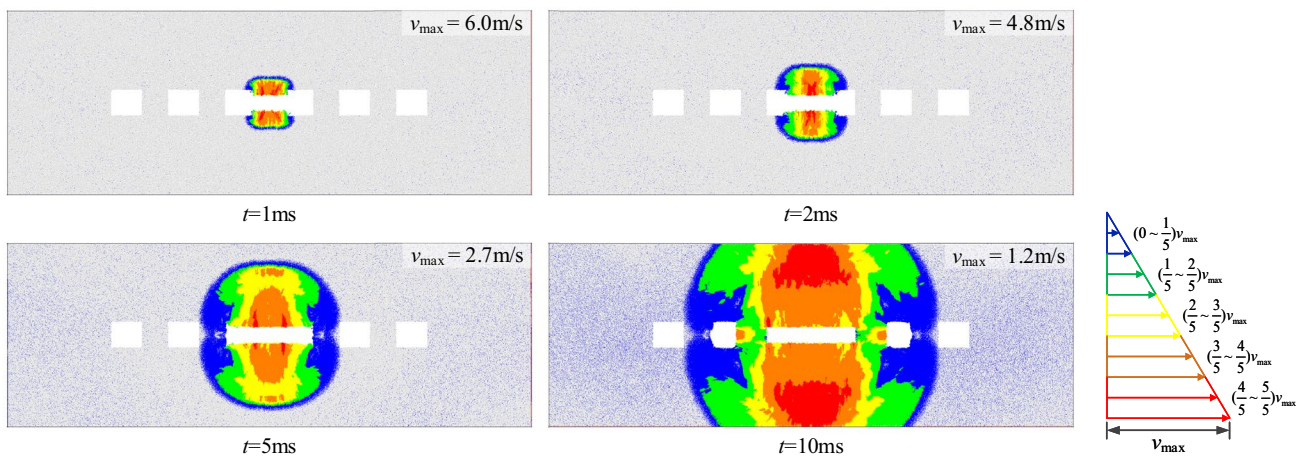 v_max = 6.0m/s
v_max = 4.8m/s
t=1ms
t=2ms
v_max = 2.7m/s
v_max = 1.2m/s
t=5ms
t=10ms
(0 ~ 1/5)v_max
(1/5 ~ 2/5)v_max
(2/5 ~ 3/5)v_max
(3/5 ~ 4/5)v_max
(4/5 ~ 5/5)v_max
v_max